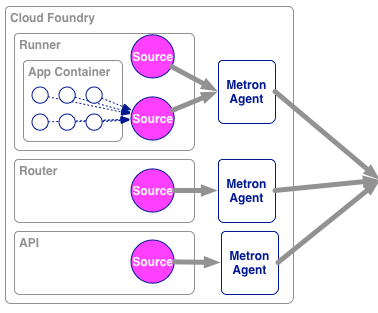 Cloud Foundry
Runner
Source
App Container
Metron
Agent
Source
Router
Source
Metron
Agent
API
Source
Metron
Agent